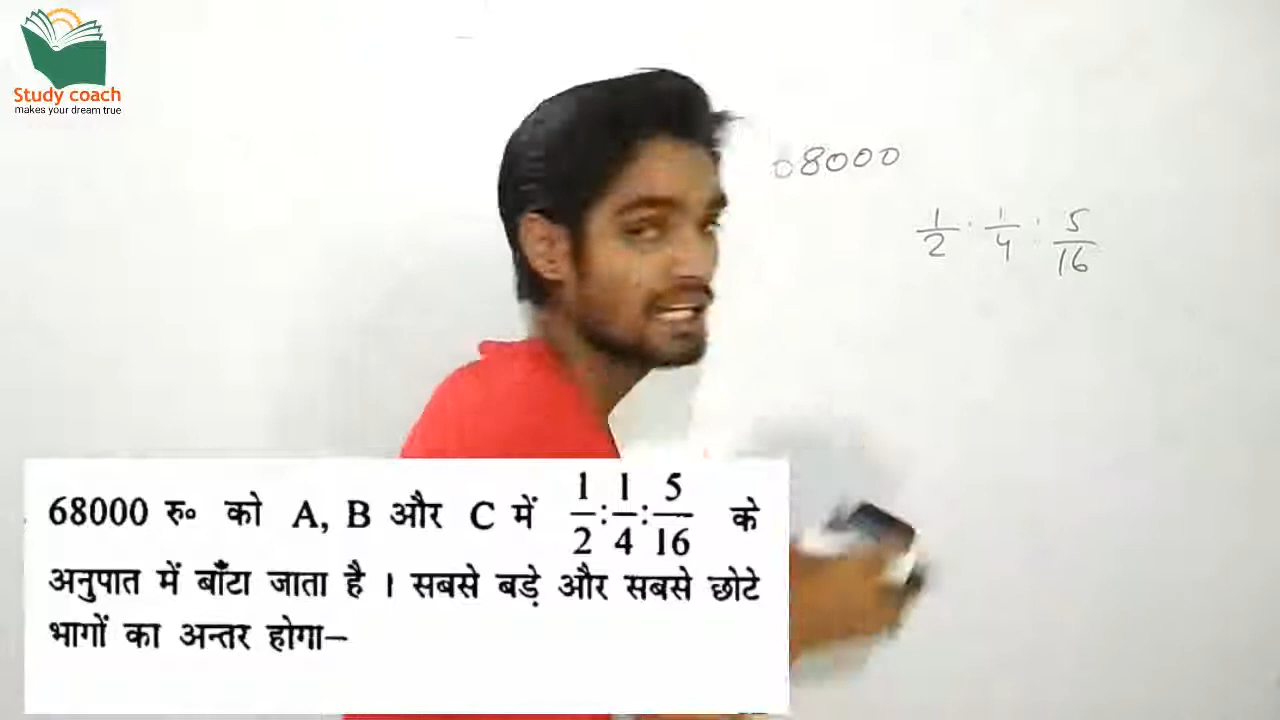 Study coach
makes your dream true
08000
1/2 : 1/4 : 5/16
68000 रु० को A, B और C में 1/2 : 1/4 : 5/16 के
अनुपात में बाँटा जाता है । सबसे बड़े और सबसे छोटे
भागों का अन्तर होगा–